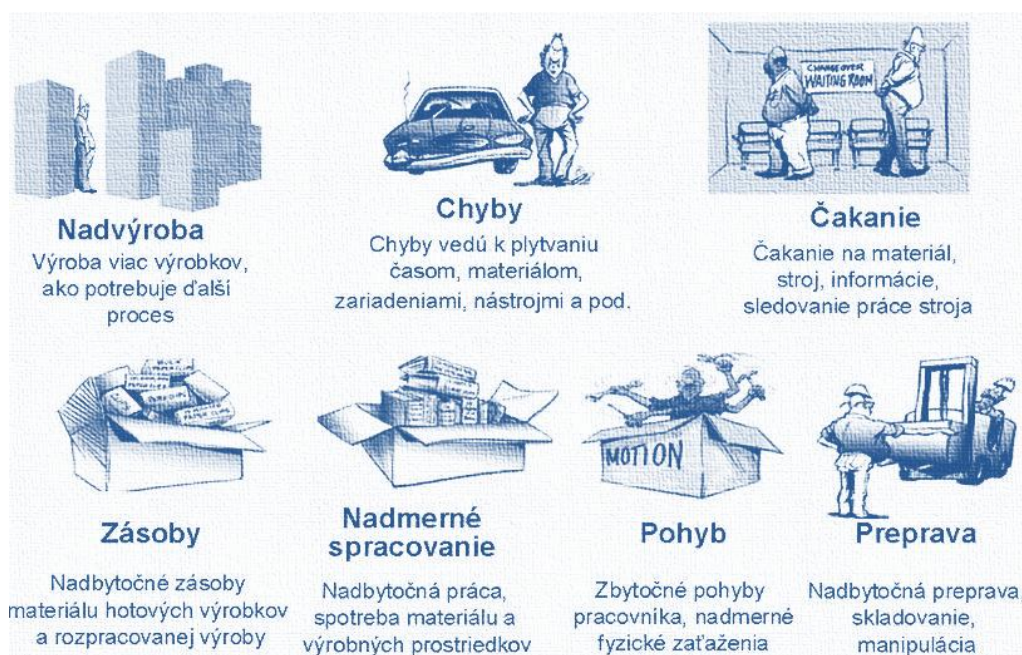 CHANGE OVER
WAITING ROOM
Nadvýroba
Výroba viac výrobkov,
ako potrebuje ďalší
proces
Chyby
Chyby vedú k plytvaniu
časom, materiálom,
zariadeniami, nástrojmi a pod.
Čakanie
Čakanie na materiál,
stroj, informácie,
sledovanie práce stroja
Zásoby
Nadbytočné zásoby
materiálu hotových výrobkov
a rozpracovanej výroby
Nadmerné
spracovanie
Nadbytočná práca,
spotreba materiálu a
výrobných prostriedkov
MOTION
Pohyb
Zbytočné pohyby
pracovníka, nadmerné
fyzické zaťaženia
Preprava
Nadbytočná preprava,
skladovanie,
manipulácia